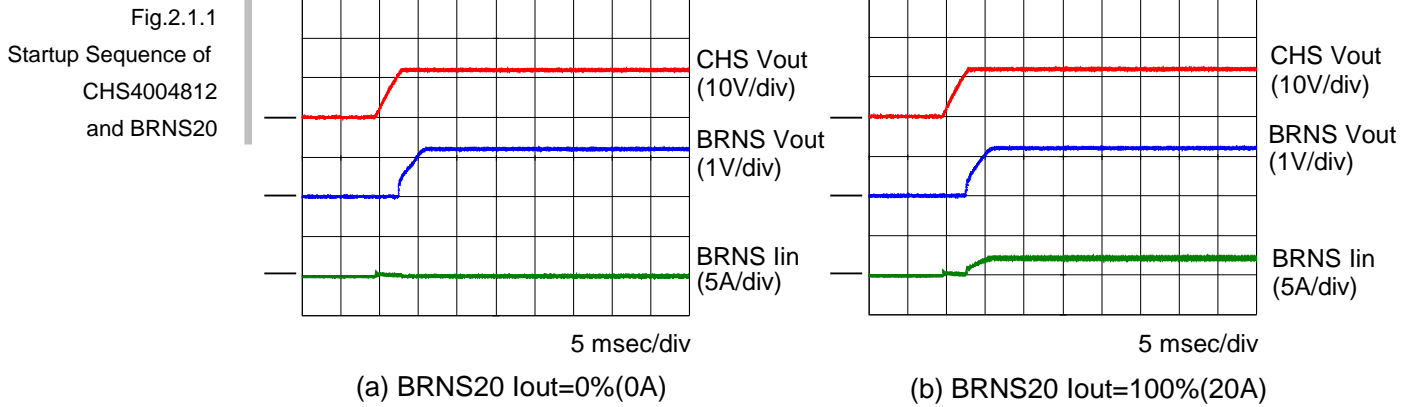 Fig.2.1.1
Startup Sequence of
CHS4004812
and BRNS20
CHS Vout
(10V/div)
BRNS Vout
(1V/div)
BRNS Iin
(5A/div)
5 msec/div
(a) BRNS20 Iout=0%(0A)
CHS Vout
(10V/div)
BRNS Vout
(1V/div)
BRNS Iin
(5A/div)
5 msec/div
(b) BRNS20 Iout=100%(20A)